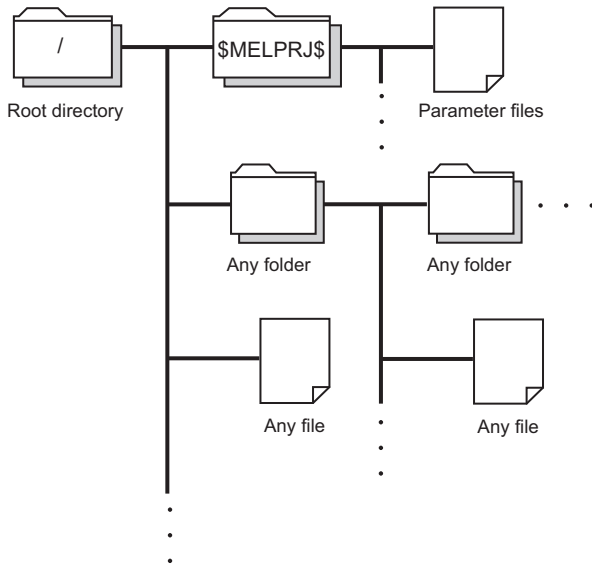 /
$MELPRJ$
Root directory
Parameter files
Any folder
Any folder
Any file
Any file